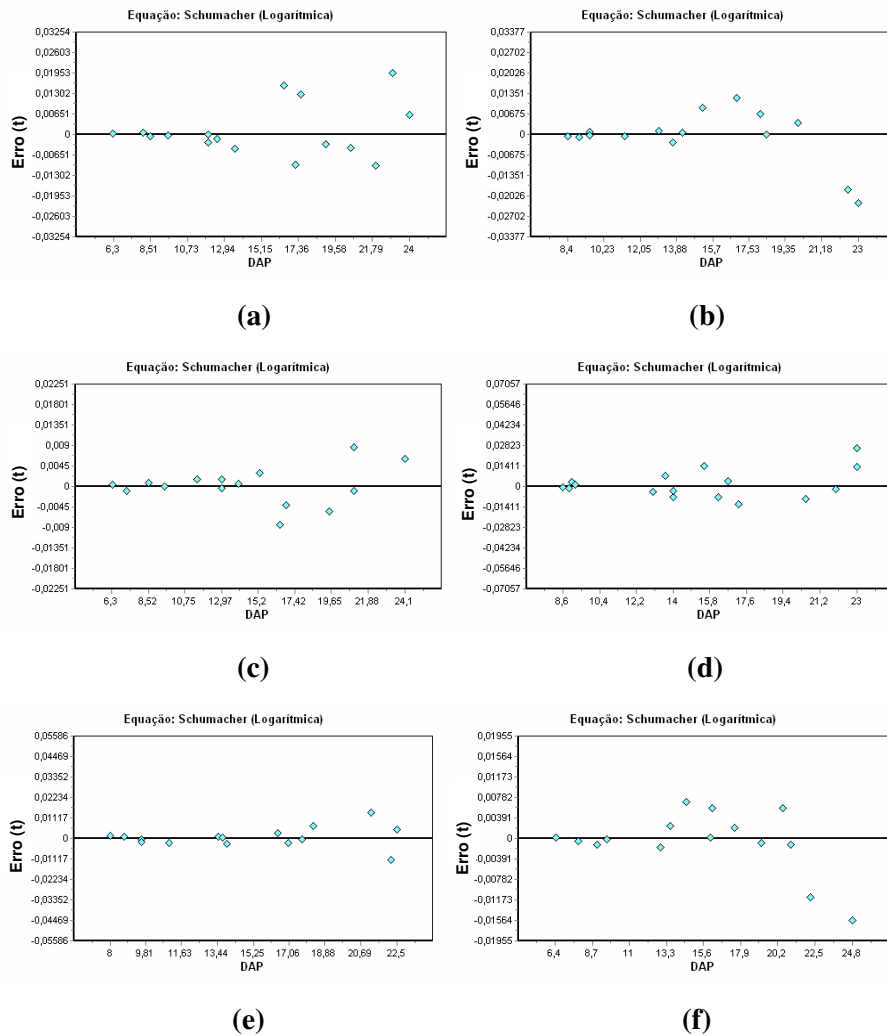 Equação: Schumacher (Logarítmica)
0,03254
0,02603
0,01953
0,01302
0,00651
0
-0,00651
-0,01302
-0,01953
-0,02603
-0,03254
Erro (t)
6,3 8,51 10,73 12,94 15,15 17,36 19,58 21,79 24
DAP
(a)
Equação: Schumacher (Logarítmica)
0,03377
0,02702
0,02026
0,01351
0,00675
0
-0,00675
-0,01351
-0,02026
-0,02702
-0,03377
Erro (t)
8,4 10,23 12,05 13,88 15,7 17,53 19,35 21,18 23
DAP
(b)
Equação: Schumacher (Logarítmica)
0,02251
0,01801
0,01351
0,009
0,0045
0
-0,0045
-0,009
-0,01351
-0,01801
-0,02251
Erro (t)
6,3 8,52 10,75 12,97 15,2 17,42 19,65 21,88 24,1
DAP
(c)
Equação: Schumacher (Logarítmica)
0,07057
0,05646
0,04234
0,02823
0,01411
0
-0,01411
-0,02823
-0,04234
-0,05646
-0,07057
Erro (t)
8,6 10,4 12,2 14 15,8 17,6 19,4 21,2 23
DAP
(d)
Equação: Schumacher (Logarítmica)
0,05586
0,04469
0,03352
0,02234
0,01117
0
-0,01117
-0,02234
-0,03352
-0,04469
-0,05586
Erro (t)
8 9,81 11,63 13,44 15,25 17,06 18,88 20,69 22,5
DAP
(e)
Equação: Schumacher (Logarítmica)
0,01955
0,01564
0,01173
0,00782
0,00391
0
-0,00391
-0,00782
-0,01173
-0,01564
-0,01955
Erro (t)
6,4 8,7 11 13,3 15,6 17,9 20,2 22,5 24,8
DAP
(f)